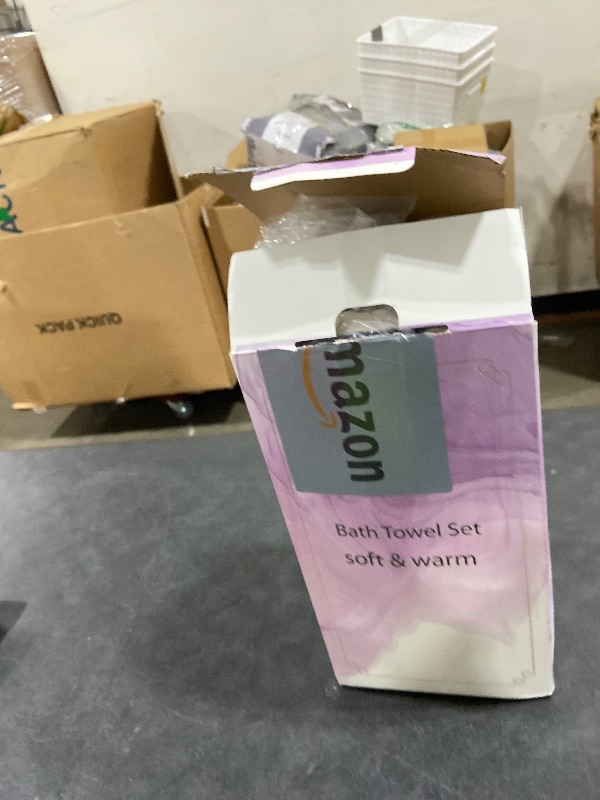 QUICK PACK
mazon
Bath Towel Set
soft & warm